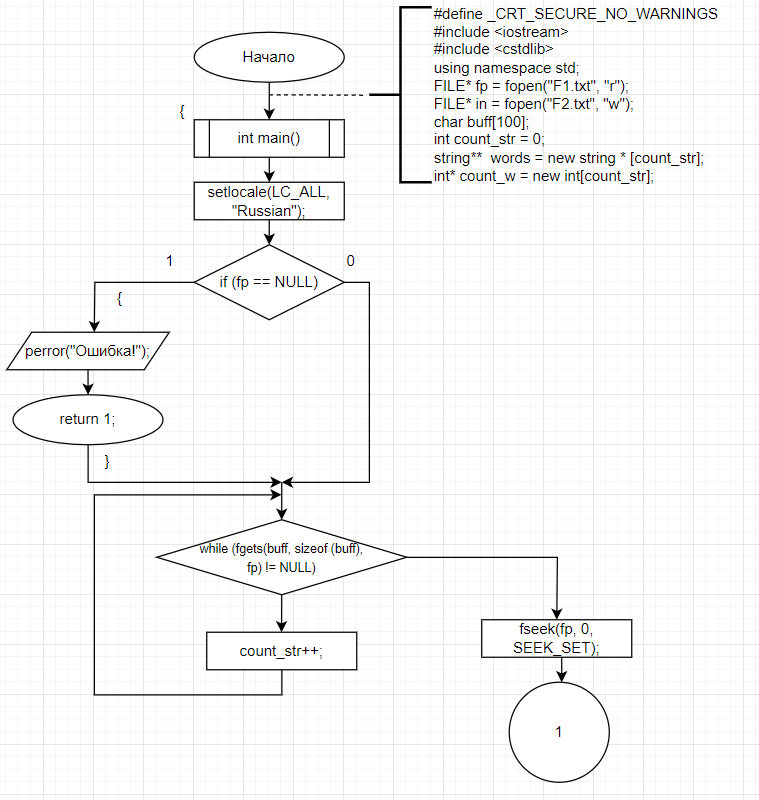 #define _CRT_SECURE_NO_WARNINGS
#include <iostream>
#include <cstdlib>
using namespace std;
FILE* fp = fopen("F1.txt", "r");
FILE* in = fopen("F2.txt", "w");
char buff[100];
int count_str = 0;
string** words = new string * [count_str];
int* count_w = new int[count_str];
Начало
{
int main()
setlocale(LC_ALL,
"Russian");
1
0
if (fp == NULL)
{
perror("Ошибка!");
return 1;
}
while (fgets(buff, sizeof (buff),
fp) != NULL)
count_str++;
fseek(fp, 0,
SEEK_SET);
1